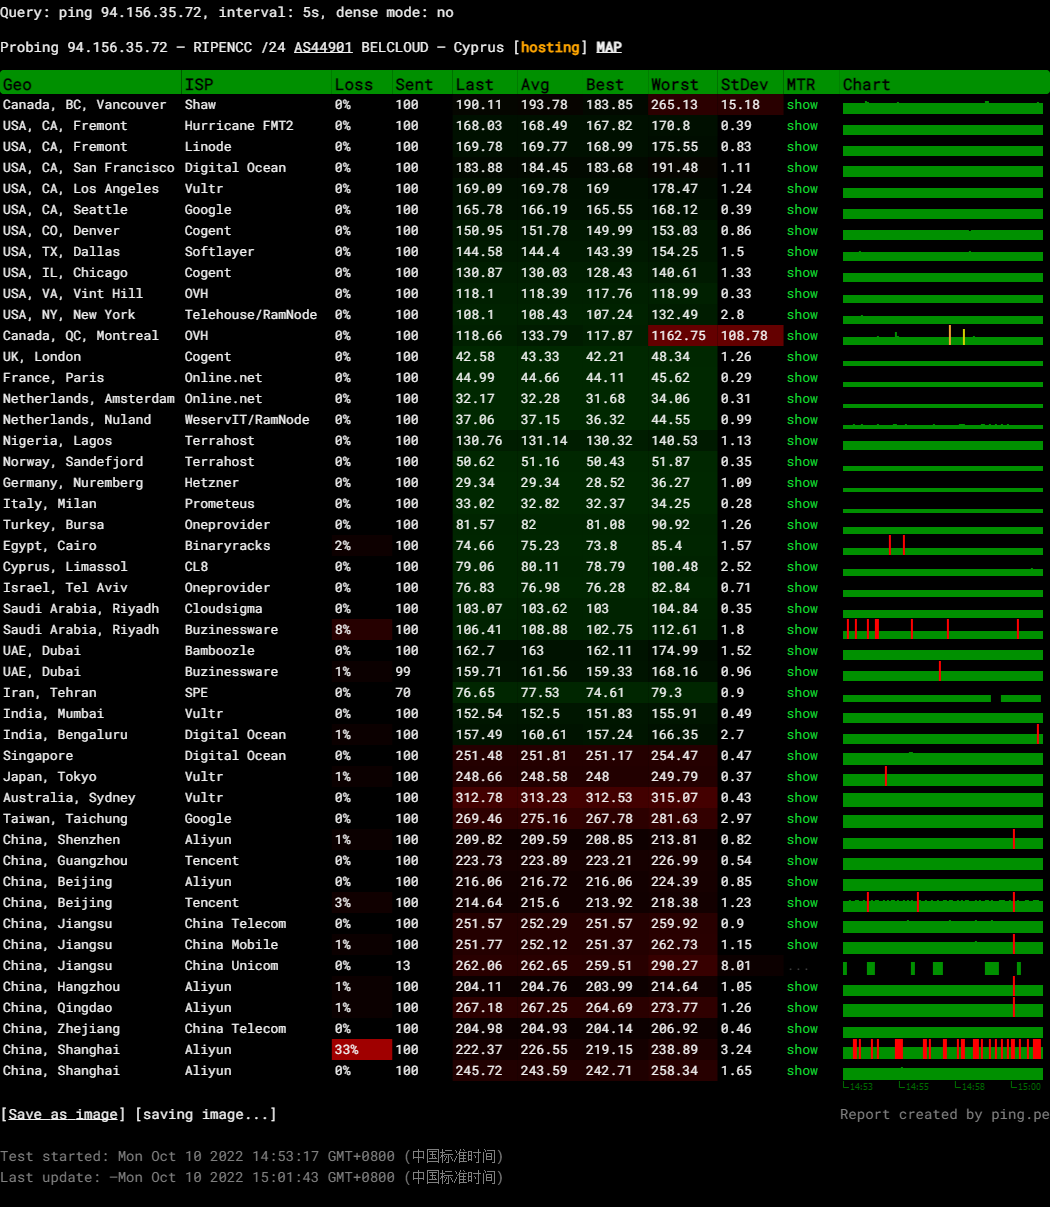 Query: ping 94.156.35.72, interval: 5s, dense mode: no
Probing 94.156.35.72 — RIPENCC /24 AS44901 BELCLOUD — Cyprus [hosting] MAP
Geo ISP Loss Sent Last Avg Best Worst StDev MTR Chart
Canada, BC, Vancouver Shaw 0% 100 190.11 193.78 183.85 265.13 15.18 show
USA, CA, Fremont Hurricane FMT2 0% 100 168.03 168.49 167.82 170.8 0.39 show
USA, CA, Fremont Linode 0% 100 169.78 169.77 168.99 175.55 0.83 show
USA, CA, San Francisco Digital Ocean 0% 100 183.88 184.45 183.68 191.48 1.11 show
USA, CA, Los Angeles Vultr 0% 100 169.09 169.78 169 178.47 1.24 show
USA, CA, Seattle Google 0% 100 165.78 166.19 165.55 168.12 0.39 show
USA, CO, Denver Cogent 0% 100 150.95 151.78 149.99 153.03 0.86 show
USA, TX, Dallas Softlayer 0% 100 144.58 144.4 143.39 154.25 1.5 show
USA, IL, Chicago Cogent 0% 100 130.87 130.03 128.43 140.61 1.33 show
USA, VA, Vint Hill OVH 0% 100 118.1 118.39 117.76 118.99 0.33 show
USA, NY, New York Telehouse/RamNode 0% 100 108.1 108.43 107.24 132.49 2.8 show
Canada, QC, Montreal OVH 0% 100 118.66 133.79 117.87 1162.75 108.78 show
UK, London Cogent 0% 100 42.58 43.33 42.21 48.34 1.26 show
France, Paris Online.net 0% 100 44.99 44.66 44.11 45.62 0.29 show
Netherlands, Amsterdam Online.net 0% 100 32.17 32.28 31.68 34.06 0.31 show
Netherlands, Nuland WeservIT/RamNode 0% 100 37.06 37.15 36.32 44.55 0.99 show
Nigeria, Lagos Terrahost 0% 100 130.76 131.14 130.32 140.53 1.13 show
Norway, Sandefjord Terrahost 0% 100 50.62 51.16 50.43 51.87 0.35 show
Germany, Nuremberg Hetzner 0% 100 29.34 29.34 28.52 36.27 1.09 show
Italy, Milan Prometeus 0% 100 33.02 32.82 32.37 34.25 0.28 show
Turkey, Bursa Oneprovider 0% 100 81.57 82 81.08 90.92 1.26 show
Egypt, Cairo Binaryracks 2% 100 74.66 75.23 73.8 85.4 1.57 show
Cyprus, Limassol CL8 0% 100 79.06 80.11 78.79 100.48 2.52 show
Israel, Tel Aviv Oneprovider 0% 100 76.83 76.98 76.28 82.84 0.71 show
Saudi Arabia, Riyadh Cloudsigma 0% 100 103.07 103.62 103 104.84 0.35 show
Saudi Arabia, Riyadh Buzinessware 8% 100 106.41 108.88 102.75 112.61 1.8 show
UAE, Dubai Bamboozle 0% 100 162.7 163 162.11 174.99 1.52 show
UAE, Dubai Buzinessware 1% 99 159.71 161.56 159.33 168.16 0.96 show
Iran, Tehran SPE 0% 70 76.65 77.53 74.61 79.3 0.9 show
India, Mumbai Vultr 0% 100 152.54 152.5 151.83 155.91 0.49 show
India, Bengaluru Digital Ocean 1% 100 157.49 160.61 157.24 166.35 2.7 show
Singapore Digital Ocean 0% 100 251.48 251.81 251.17 254.47 0.47 show
Japan, Tokyo Vultr 1% 100 248.66 248.58 248 249.79 0.37 show
Australia, Sydney Vultr 0% 100 312.78 313.23 312.53 315.07 0.43 show
Taiwan, Taichung Google 0% 100 269.46 275.16 267.78 281.63 2.97 show
China, Shenzhen Aliyun 1% 100 209.82 209.59 208.85 213.81 0.82 show
China, Guangzhou Tencent 0% 100 223.73 223.89 223.21 226.99 0.54 show
China, Beijing Aliyun 0% 100 216.06 216.72 216.06 224.39 0.85 show
China, Beijing Tencent 3% 100 214.64 215.6 213.92 218.38 1.23 show
China, Jiangsu China Telecom 0% 100 251.57 252.29 251.57 259.92 0.9 show
China, Jiangsu China Mobile 1% 100 251.77 252.12 251.37 262.73 1.15 show
China, Jiangsu China Unicom 0% 13 262.06 262.65 259.51 290.27 8.01 ...
China, Hangzhou Aliyun 1% 100 204.11 204.76 203.99 214.64 1.05 show
China, Qingdao Aliyun 1% 100 267.18 267.25 264.69 273.77 1.26 show
China, Zhejiang China Telecom 0% 100 204.98 204.93 204.14 206.92 0.46 show
China, Shanghai Aliyun 33% 100 222.37 226.55 219.15 238.89 3.24 show
China, Shanghai Aliyun 0% 100 245.72 243.59 242.71 258.34 1.65 show
14:53 14:55 14:58 15:00
[Save as image] [saving image...] Report created by ping.pe
Test started: Mon Oct 10 2022 14:53:17 GMT+0800 (中国标准时间)
Last update: —Mon Oct 10 2022 15:01:43 GMT+0800 (中国标准时间)